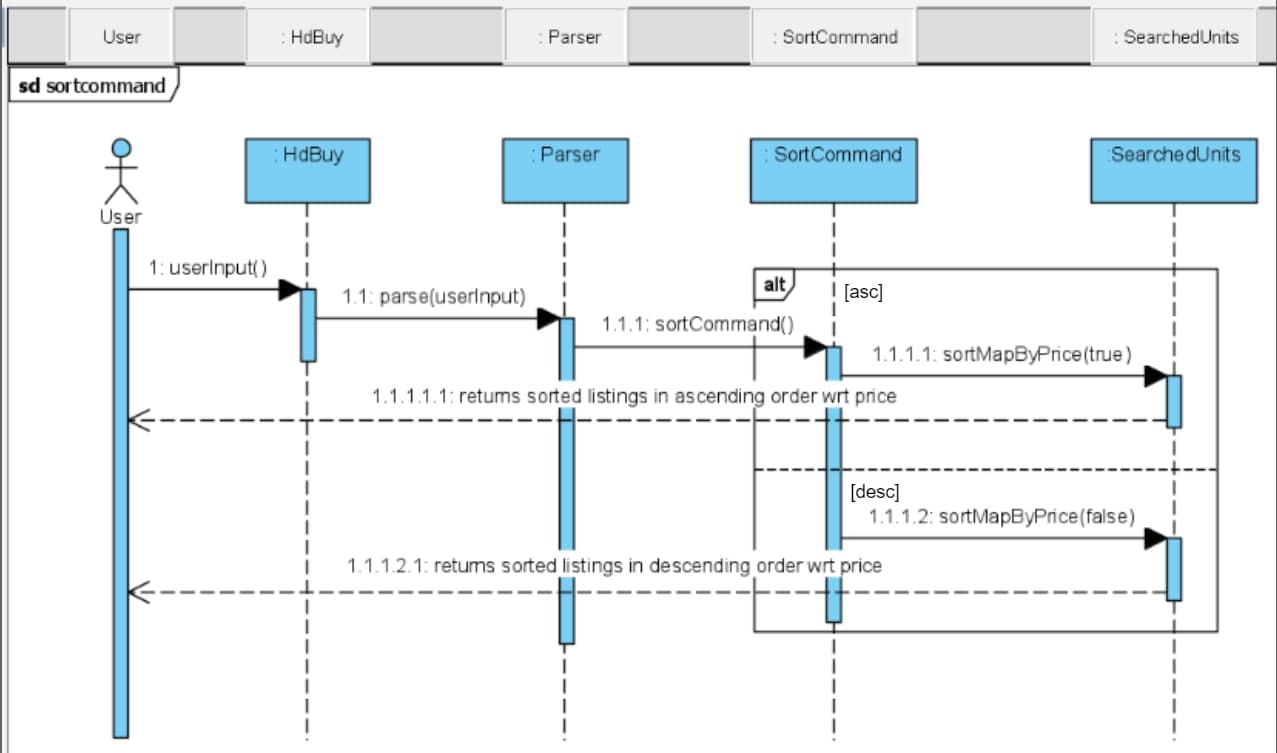 User
: HdBuy
: Parser
: SortCommand
: SearchedUnits
sd sortcommand
: HdBuy
: Parser
: SortCommand
:SearchedUnits
User
1: userInput()
1.1: parse(userInput)
alt
[asc]
1.1.1: sortCommand()
1.1.1.1: sortMapByPrice(true)
1.1.1.1.1: returns sorted listings in ascending order wrt price
[desc]
1.1.1.2: sortMapByPrice(false)
1.1.1.2.1: returns sorted listings in descending order wrt price